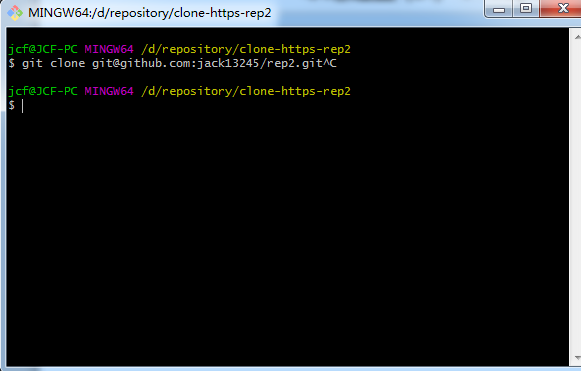 MINGW64:/d/repository/clone-https-rep2
jcf@JCF-PC MINGW64 /d/repository/clone-https-rep2
$ git clone git@github.com:jack13245/rep2.git^C
jcf@JCF-PC MINGW64 /d/repository/clone-https-rep2
$